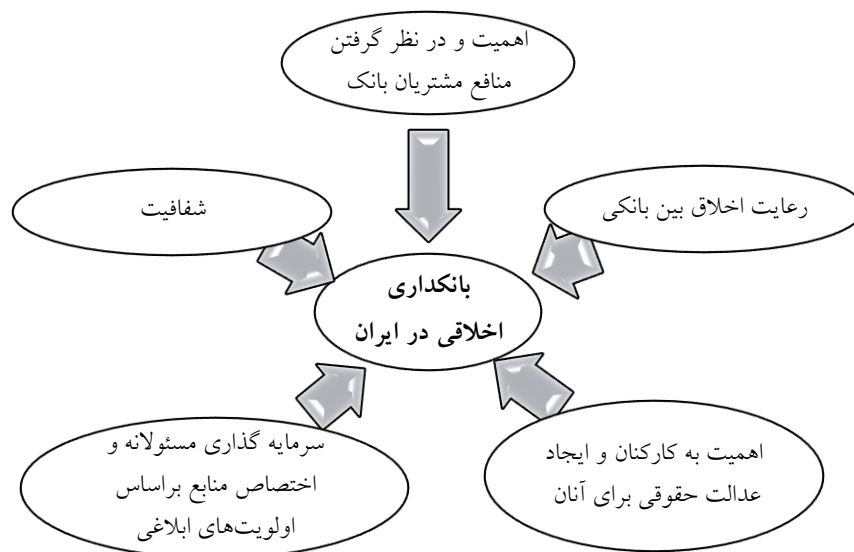 اهمیت و در نظر گرفتن
منافع مشتریان بانک
رعایت اخلاق بین بانکی
شفافیت
بانکداری
اخلاقی در ایران
اهمیت به کارکنان و ایجاد
عدالت حقوقی برای آنان
سرمایه گذاری مسئولانه و
اختصاص منابع براساس
اولویت‌های ابلاغی